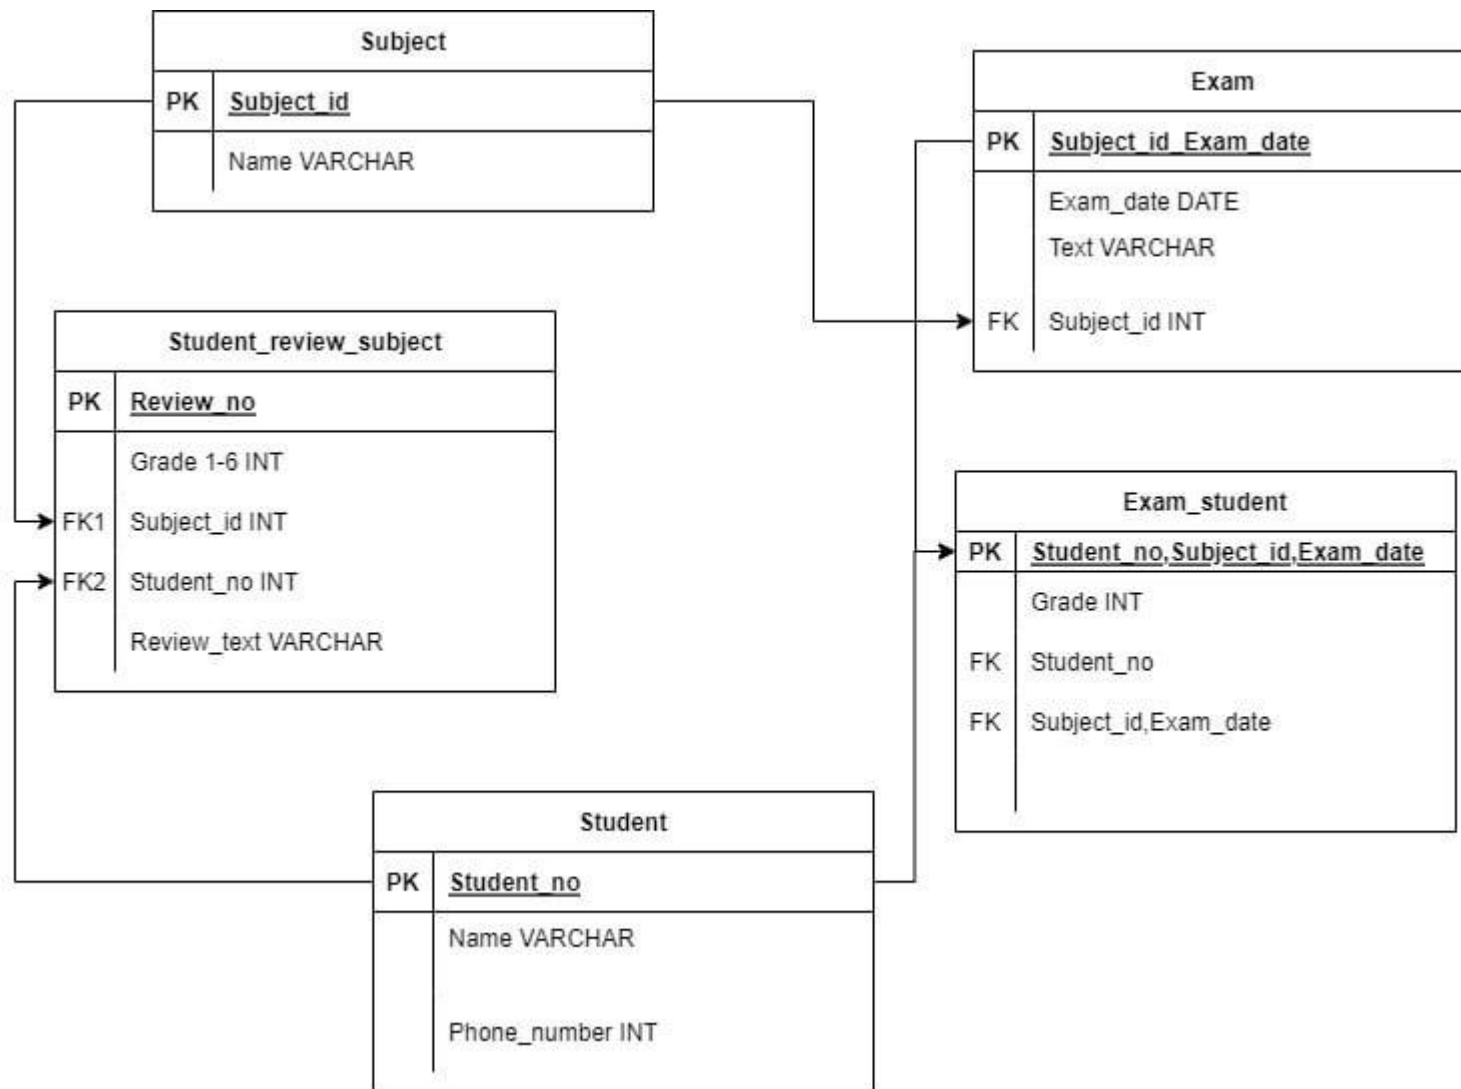 Subject
PK Subject_id
Name VARCHAR
Exam
PK Subject_id_Exam_date
Exam_date DATE
Text VARCHAR
FK Subject_id INT
Student_review_subject
PK Review_no
Grade 1-6 INT
FK1 Subject_id INT
FK2 Student_no INT
Review_text VARCHAR
Exam_student
PK Student_no,Subject_id,Exam_date
Grade INT
FK Student_no
FK Subject_id,Exam_date
Student
PK Student_no
Name VARCHAR
Phone_number INT